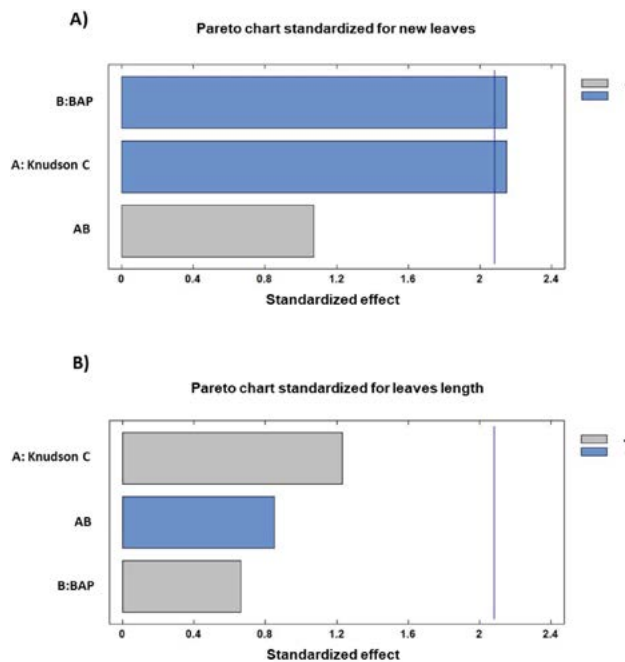 A)
Pareto chart standardized for new leaves
B:BAP
A: Knudson C
AB
0 0.4 0.8 1.2 1.6 2 2.4
Standardized effect
B)
Pareto chart standardized for leaves length
A: Knudson C
AB
B:BAP
0 0.4 0.8 1.2 1.6 2 2.4
Standardized effect